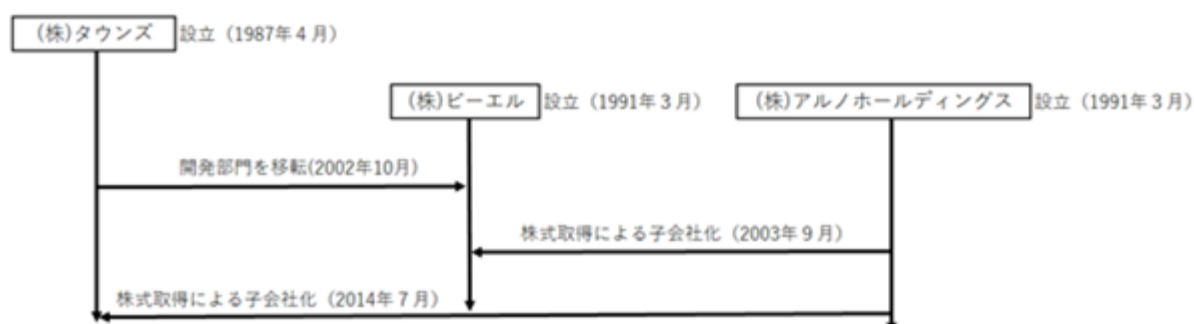 (株)タウンズ 設立（1987年４月）
(株)ビーエル 設立（1991年３月） (株)アルノホールディングス 設立（1991年３月）
開発部門を移転(2002年10月)
株式取得による子会社化（2003年９月）
株式取得による子会社化（2014年７月）